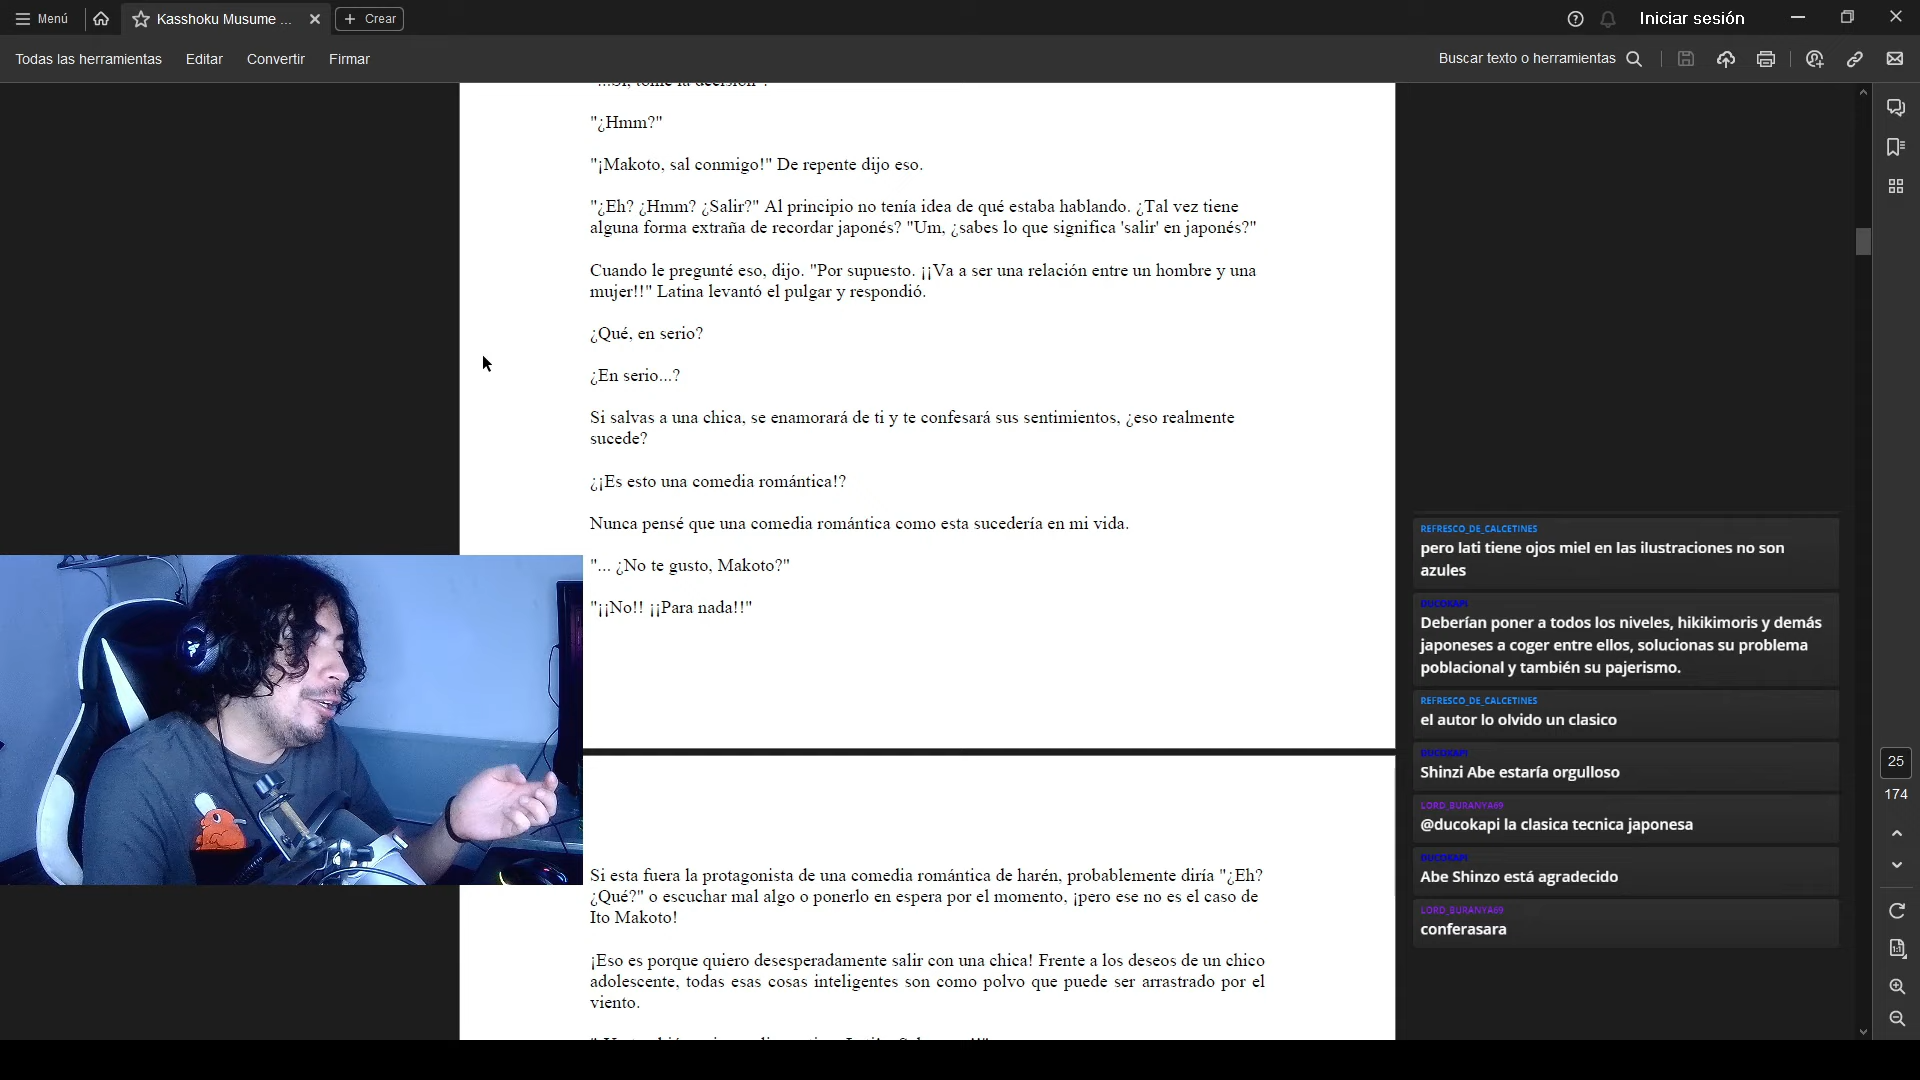 Menú
Kasshoku Musume ...
Crear
Iniciar sesión
Todas las herramientas
Editar
Convertir
Firmar
Buscar texto o herramientas
"¿Hmm?"
"¡Makoto, sal conmigo!" De repente dijo eso.
"¿Eh? ¿Hmm? ¿Salir?" Al principio no tenía idea de qué estaba hablando. ¿Tal vez tiene
alguna forma extraña de recordar japonés? "Um, ¿sabes lo que significa 'salir' en japonés?"
Cuando le pregunté eso, dijo. "Por supuesto. ¡¡Va a ser una relación entre un hombre y una
mujer!!" Latina levantó el pulgar y respondió.
¿Qué, en serio?
¿En serio...?
Si salvas a una chica, se enamorará de ti y te confesará sus sentimientos, ¿eso realmente
sucede?
¿¡Es esto una comedia romántica!?
Nunca pensé que una comedia romántica como esta sucedería en mi vida.
"... ¿No te gusto, Makoto?"
"¡¡No!! ¡¡Para nada!!"
Si esta fuera la protagonista de una comedia romántica de harén, probablemente diría "¿Eh?
¿Qué?" o escuchar mal algo o ponerlo en espera por el momento, ¡pero ese no es el caso de
Ito Makoto!
¡Eso es porque quiero desesperadamente salir con una chica! Frente a los deseos de un chico
adolescente, todas esas cosas inteligentes son como polvo que puede ser arrastrado por el
viento.
REFRESCO_DE_CALCETINES
pero lati tiene ojos miel en las ilustraciones no son
azules
DUCOKAPI
Deberían poner a todos los niveles, hikikimoris y demás
japoneses a coger entre ellos, solucionas su problema
poblacional y también su pajerismo.
REFRESCO_DE_CALCETINES
el autor lo olvido un clasico
DUCOKAPI
Shinzi Abe estaría orgulloso
LORD_BURANYA69
@ducokapi la clasica tecnica japonesa
DUCOKAPI
Abe Shinzo está agradecido
LORD_BURANYA69
conferasara
25
174